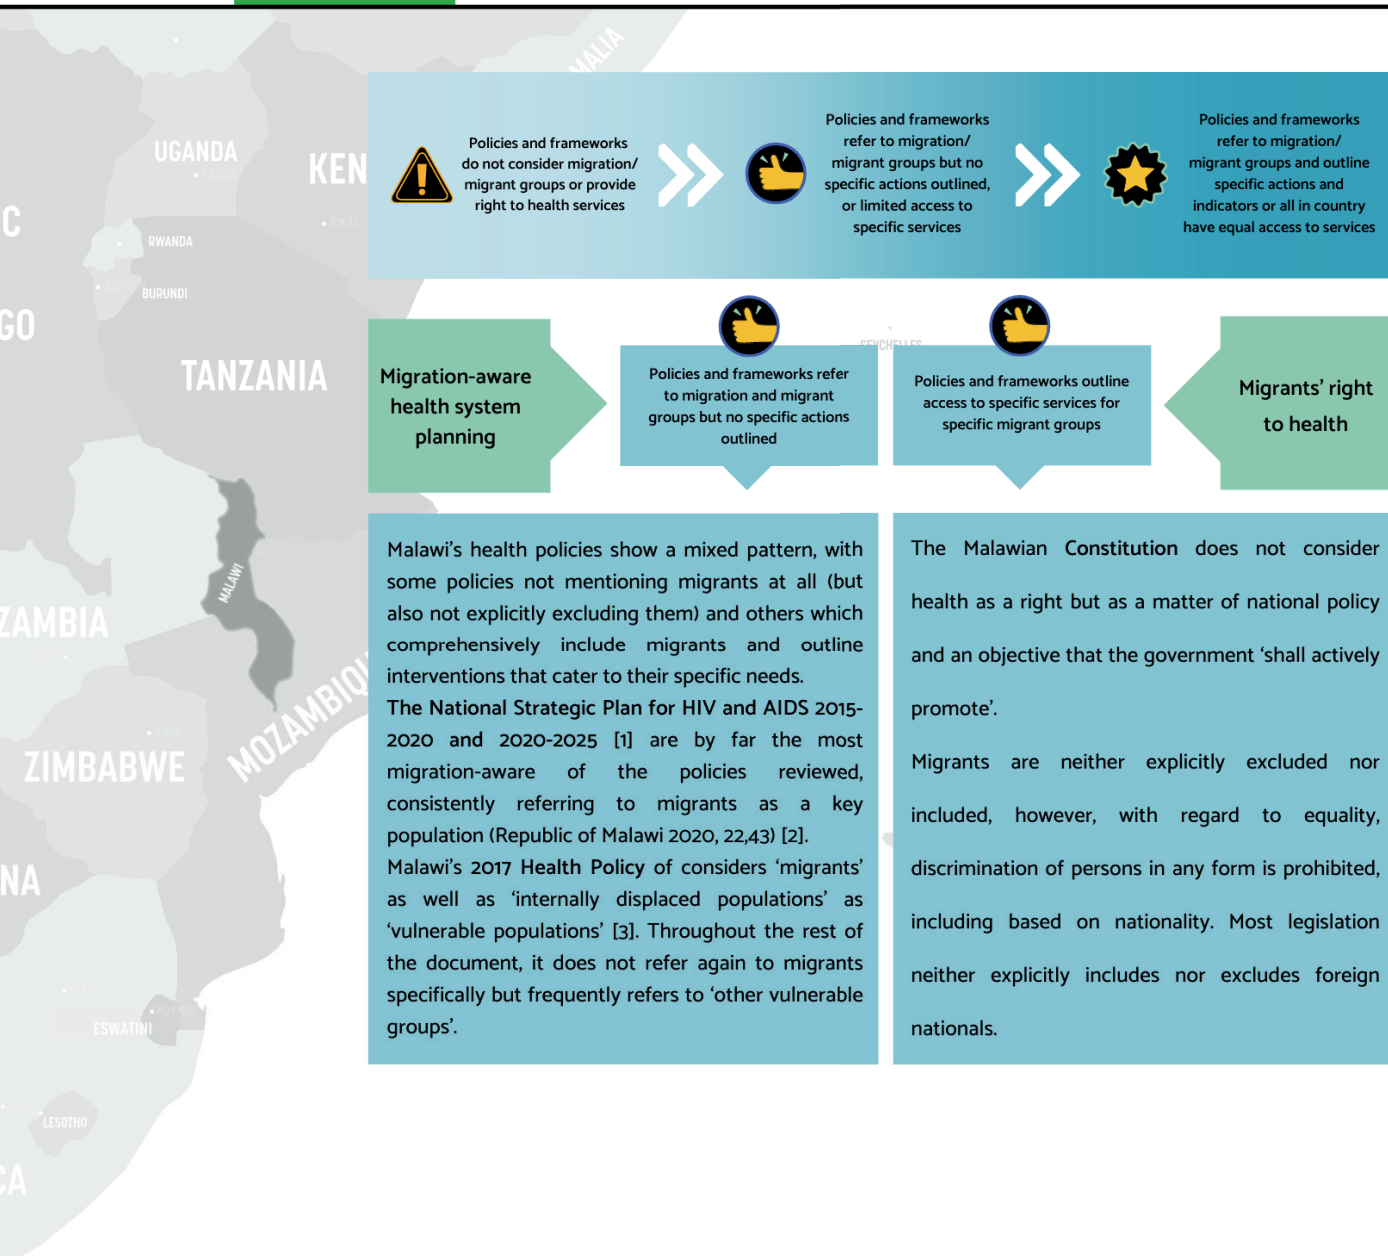 MALIA
UGANDA
KEN
C
RWANDA
BURUNDI
GO
TANZANIA
SEYCHELLES
MALAWI
ZAMBIA
MOZAMBIQU
ZIMBABWE
NA
ESWATINI
LESOTHO
CA
Policies and frameworks
do not consider migration/
migrant groups or provide
right to health services
Policies and frameworks
refer to migration/
migrant groups but no
specific actions outlined,
or limited access to
specific services
Policies and frameworks
refer to migration/
migrant groups and outline
specific actions and
indicators or all in country
have equal access to services
Migration-aware
health system
planning
Policies and frameworks refer
to migration and migrant
groups but no specific actions
outlined
Policies and frameworks outline
access to specific services for
specific migrant groups
Migrants' right
to health
Malawi's health policies show a mixed pattern, with
some policies not mentioning migrants at all (but
also not explicitly excluding them) and others which
comprehensively include migrants and outline
interventions that cater to their specific needs.
The National Strategic Plan for HIV and AIDS 2015-
2020 and 2020-2025 [1] are by far the most
migration-aware of the policies reviewed,
consistently referring to migrants as a key
population (Republic of Malawi 2020, 22,43) [2].
Malawi's 2017 Health Policy of considers 'migrants'
as well as 'internally displaced populations' as
'vulnerable populations' [3]. Throughout the rest of
the document, it does not refer again to migrants
specifically but frequently refers to 'other vulnerable
groups'.
The Malawian Constitution does not consider
health as a right but as a matter of national policy
and an objective that the government 'shall actively
promote'.
Migrants are neither explicitly excluded nor
included, however, with regard to equality,
discrimination of persons in any form is prohibited,
including based on nationality. Most legislation
neither explicitly includes nor excludes foreign
nationals.